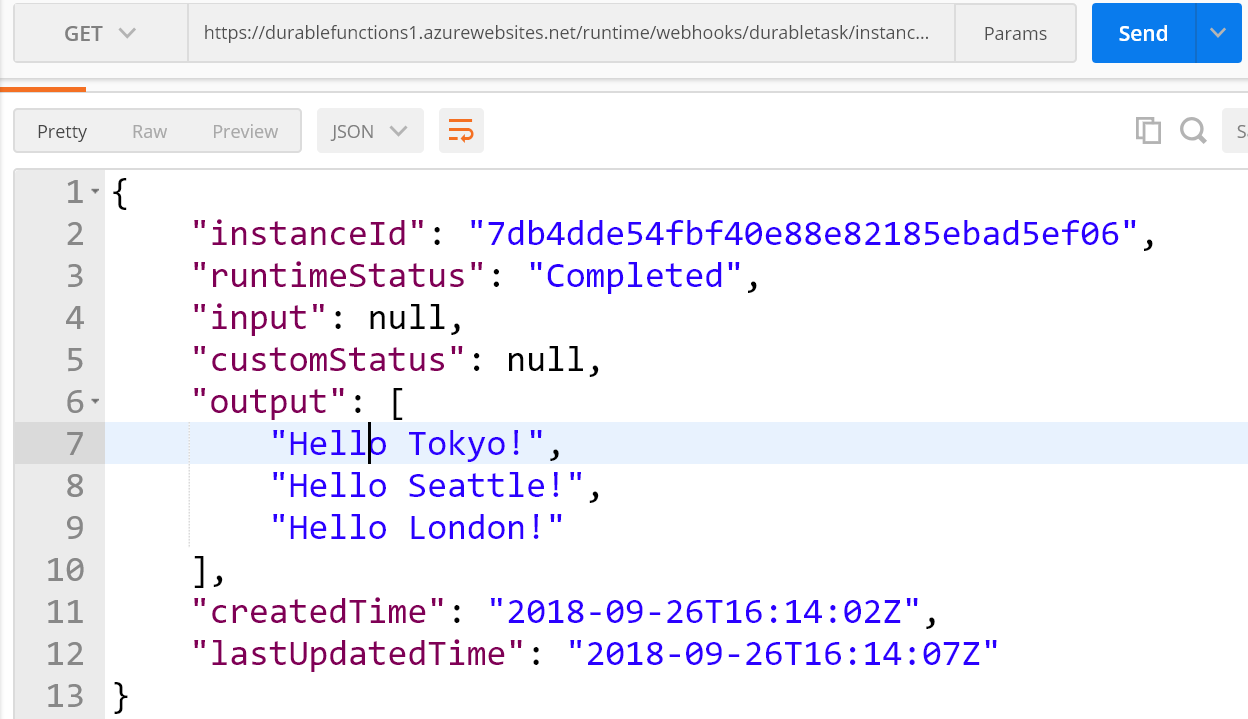 GET https://durablefunctions1.azurewebsites.net/runtime/webhooks/durabletask/instanc... Params Send
Pretty Raw Preview JSON
1 {
2 "instanceId": "7db4dde54fbf40e88e82185ebad5ef06",
3 "runtimeStatus": "Completed",
4 "input": null,
5 "customStatus": null,
6 "output": [
7 "Hello Tokyo!",
8 "Hello Seattle!",
9 "Hello London!"
10 ],
11 "createdTime": "2018-09-26T16:14:02Z",
12 "lastUpdatedTime": "2018-09-26T16:14:07Z"
13 }